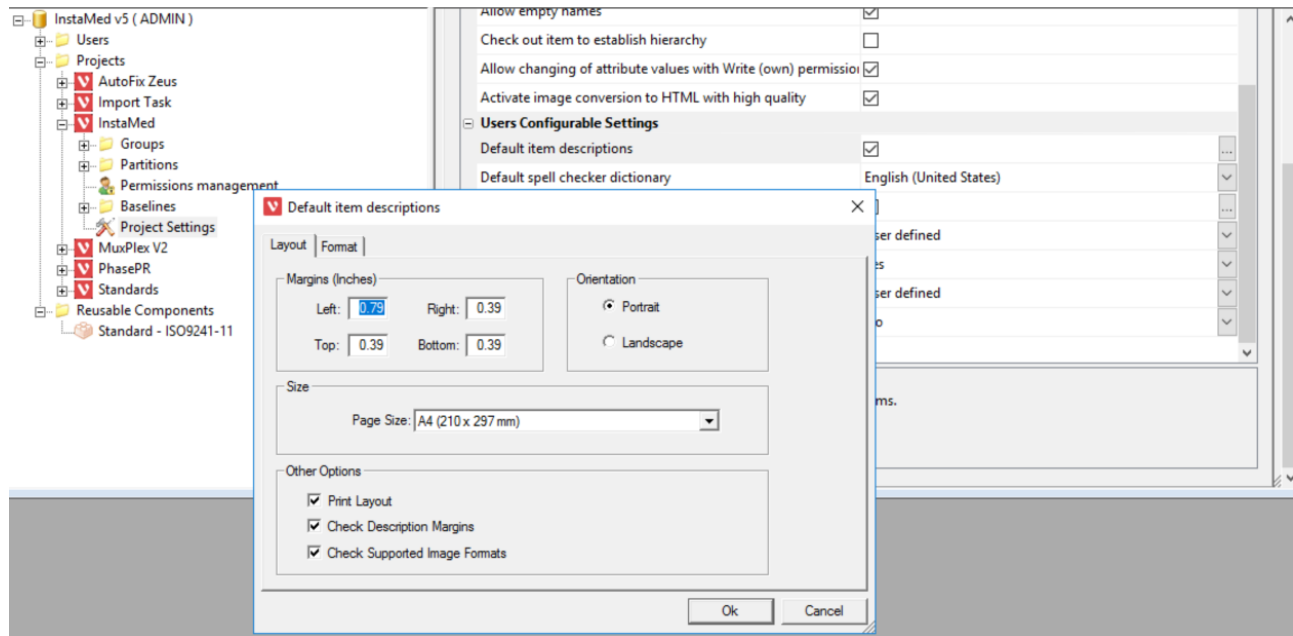 InstaMed v5 ( ADMIN )
Users
Projects
AutoFix Zeus
Import Task
InstaMed
Groups
Partitions
Permissions management
Baselines
Project Settings
MuxPlex V2
PhasePR
Standards
Reusable Components
Standard - ISO9241-11
Allow empty names
Check out item to establish hierarchy
Allow changing of attribute values with Write (own) permission
Activate image conversion to HTML with high quality
Users Configurable Settings
Default item descriptions
...
Default spell checker dictionary English (United States)
...
ser defined
es
ser defined
o
ms.
Default item descriptions
Layout Format
Margins (Inches)
Left: 0.79 Right: 0.39
Top: 0.39 Bottom: 0.39
Orientation
Portrait
Landscape
Size
Page Size: A4 (210 x 297 mm)
Other Options
Print Layout
Check Description Margins
Check Supported Image Formats
Ok Cancel